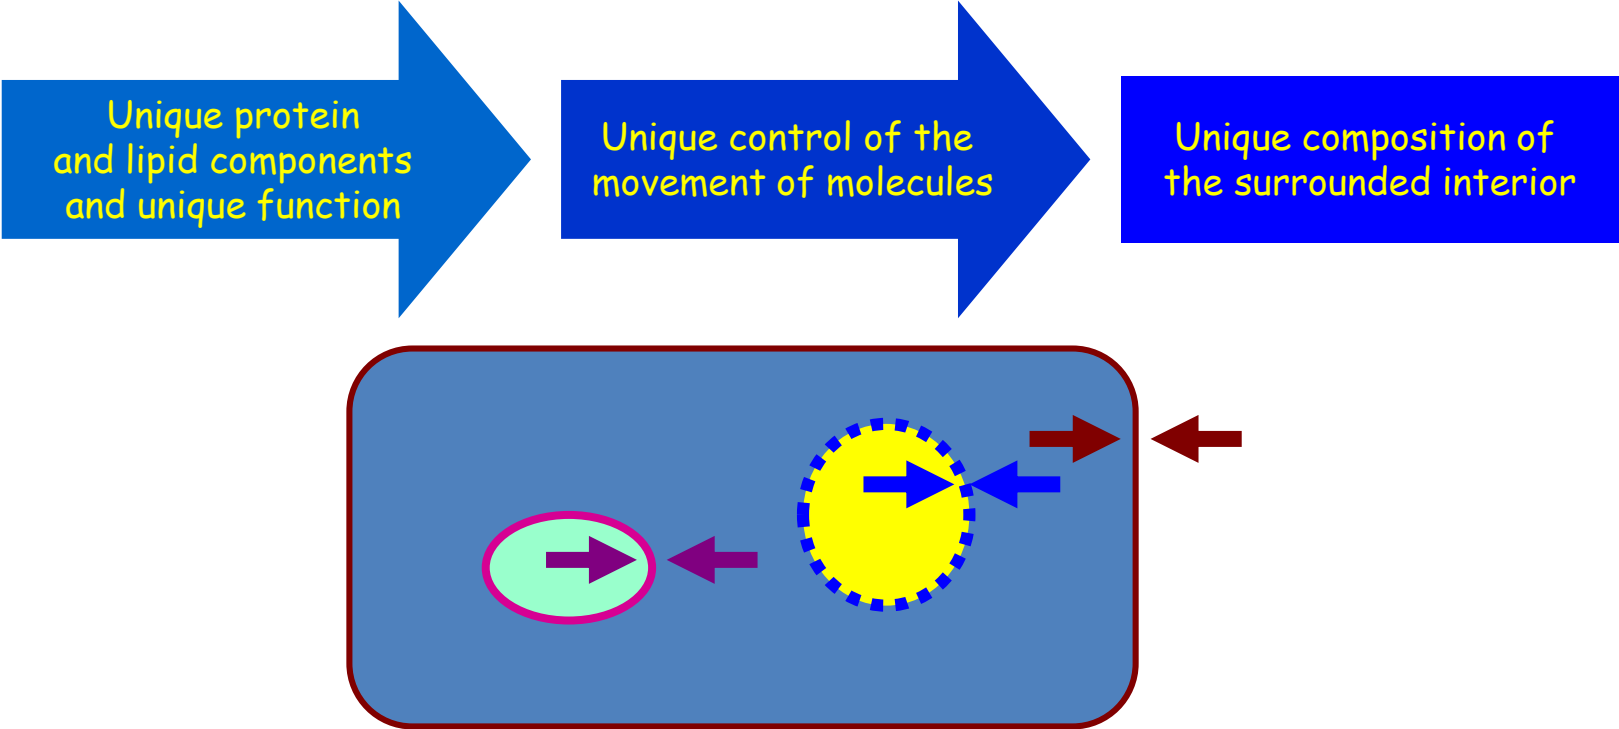 Unique protein
and lipid components
and unique function
Unique control of the
movement of molecules
Unique composition of
the surrounded interior